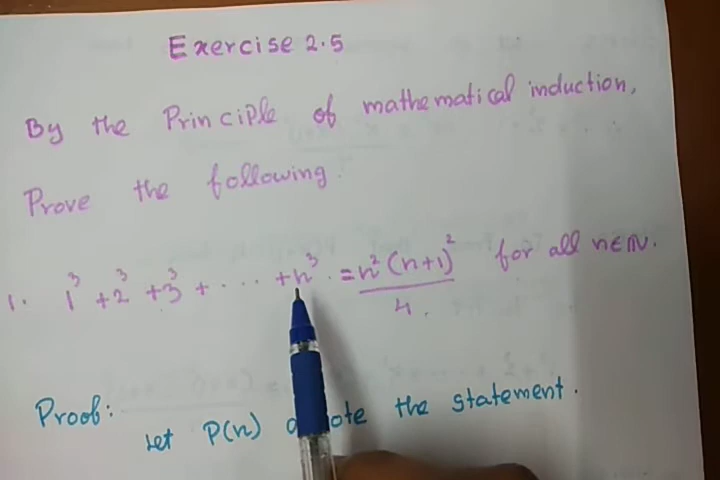 Exercise 2.5
By the Principle of mathematical induction,
Prove the following.
1. 1³ + 2³ + 3³ + ... + n³ = n²(n+1)²/4 for all n∈N.
Proof:
Let P(n) the statement.